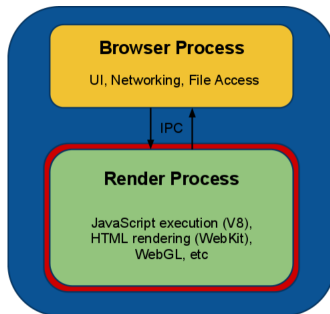 Browser Process
UI, Networking, File Access
IPC
Render Process
JavaScript execution (V8),
HTML rendering (WebKit),
WebGL, etc